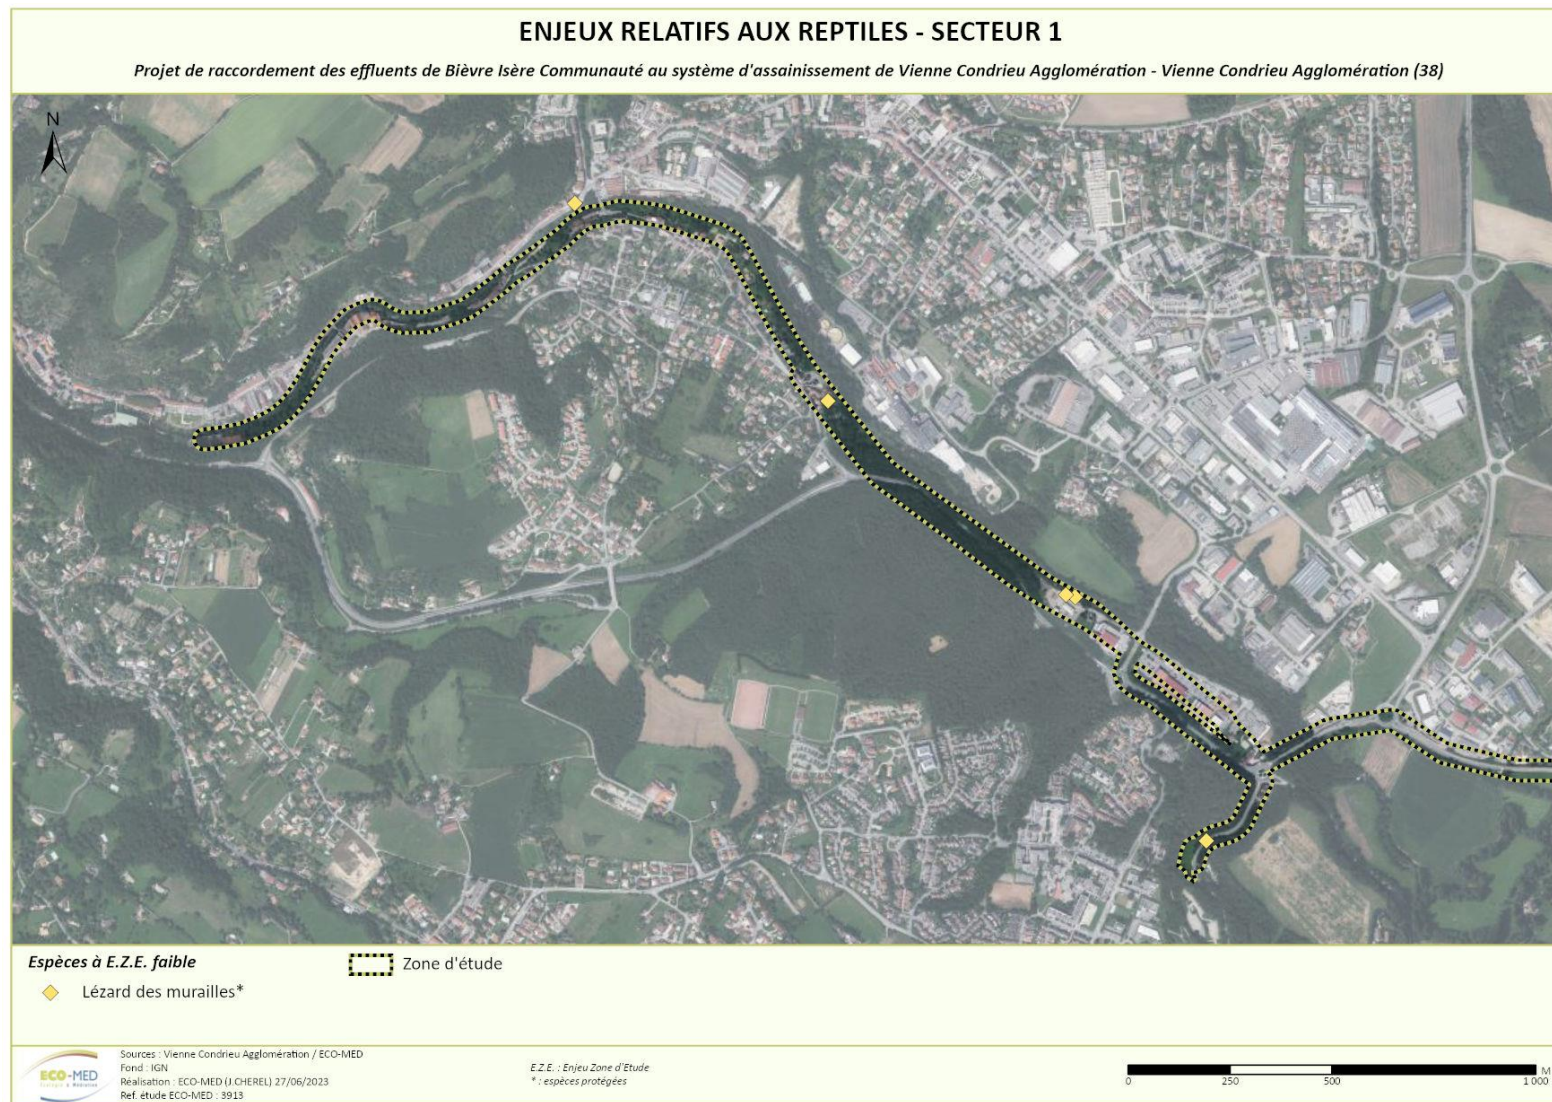 ENJEUX RELATIFS AUX REPTILES - SECTEUR 1
Projet de raccordement des effluents de Bièvre Isère Communauté au système d'assainissement de Vienne Condrieu Agglomération - Vienne Condrieu Agglomération (38)
N
Espèces à E.Z.E. faible
Zone d'étude
Lézard des murailles*
ECO-MED
Sources : Vienne Condrieu Agglomération / ECO-MED
Fond : IGN
Réalisation : ECO-MED (J.CHEREL) 27/06/2023
Ref. étude ECO-MED : 3913
E.Z.E. : Enjeu Zone d'Etude
* : espèces protégées
M
0 250 500 1 000